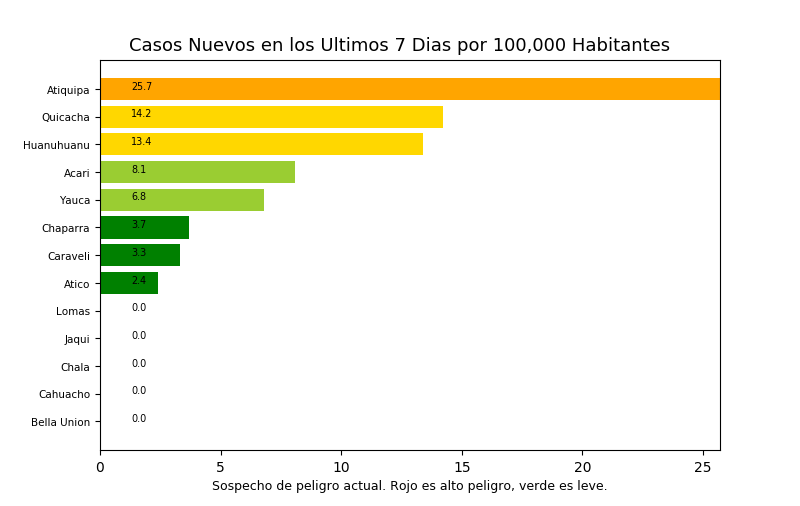 Casos Nuevos en los Ultimos 7 Dias por 100,000 Habitantes
Atiquipa 25.7
Quicacha 14.2
Huanuhuanu 13.4
Acari 8.1
Yauca 6.8
Chaparra 3.7
Caraveli 3.3
Atico 2.4
Lomas 0.0
Jaqui 0.0
Chala 0.0
Cahuacho 0.0
Bella Union 0.0
0 5 10 15 20 25
Sospecho de peligro actual. Rojo es alto peligro, verde es leve.